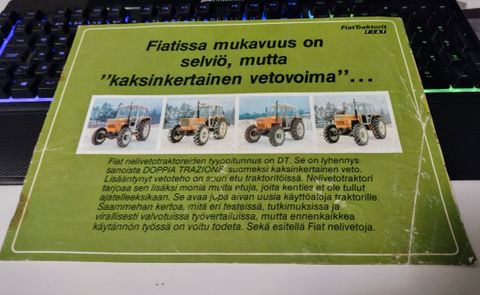 FiatTraktorit
FIAT
Fiatissa mukavuus on
selviö, mutta
"kaksinkertainen vetovoima"...
Fiat nelivetotraktoreiden tyypitunnus on DT. Se on lyhennys
sanoista DOPPIA TRAZIONE, suomeksi kaksinkertainen veto.
Lisääntynyt vetoteho on suuri etu traktoritöissä. Nelivetotraktori
tarjoaa sen lisäksi monia muita etuja, joita kenties et ole tullut
ajatelleeksikaan. Se avaa jopa aivan uusia käyttöaloja traktorille.
Saammehan kertoa, mitä eri testeissä, tutkimuksissa ja
virallisesti valvotuissa työvertailuissa, mutta ennenkaikkea
käytännön työssä on voitu todeta. Sekä esitellä Fiat nelivetoja.